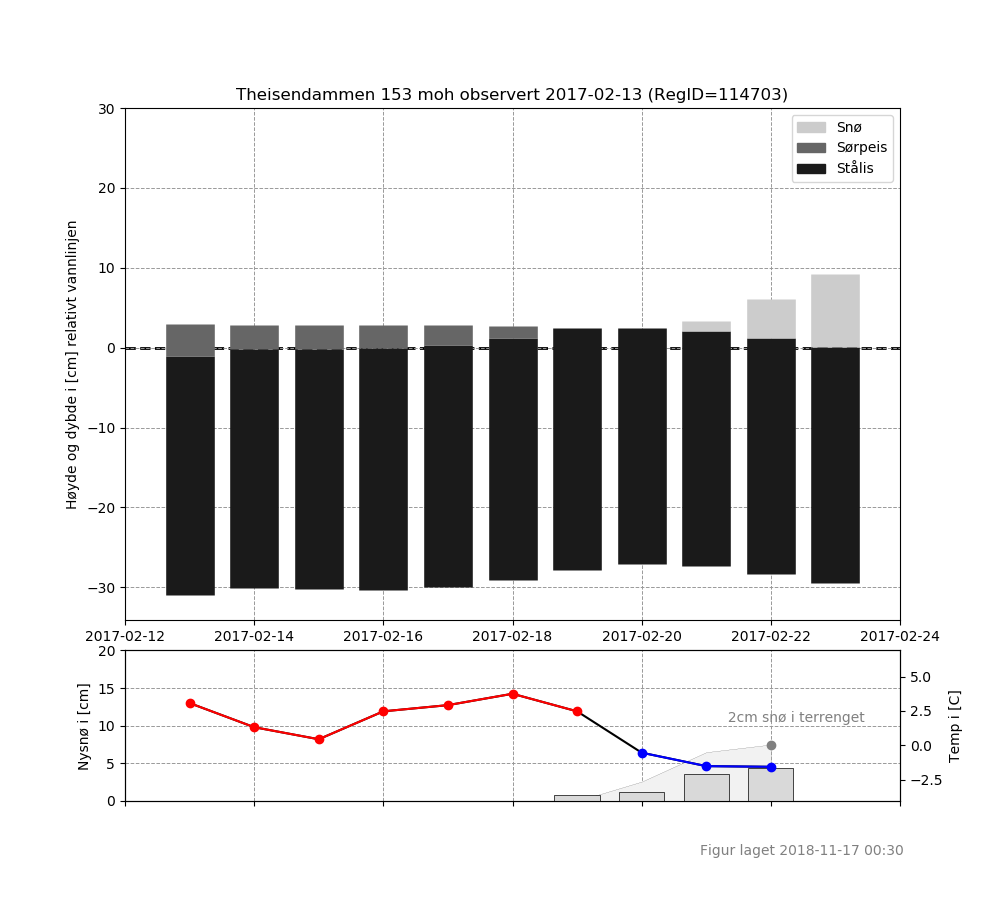 Theisendammen 153 moh observert 2017-02-13 (RegID=114703)
Høyde og dybde i [cm] relativt vannlinjen
30
20
10
0
−10
−20
−30
Snø
Sørpeis
Stålis
2017-02-12 2017-02-14 2017-02-16 2017-02-18 2017-02-20 2017-02-22 2017-02-24
Nysnø i [cm]
20
15
10
5
0
2cm snø i terrenget
5.0
2.5
0.0
−2.5
Temp i [C]
Figur laget 2018-11-17 00:30